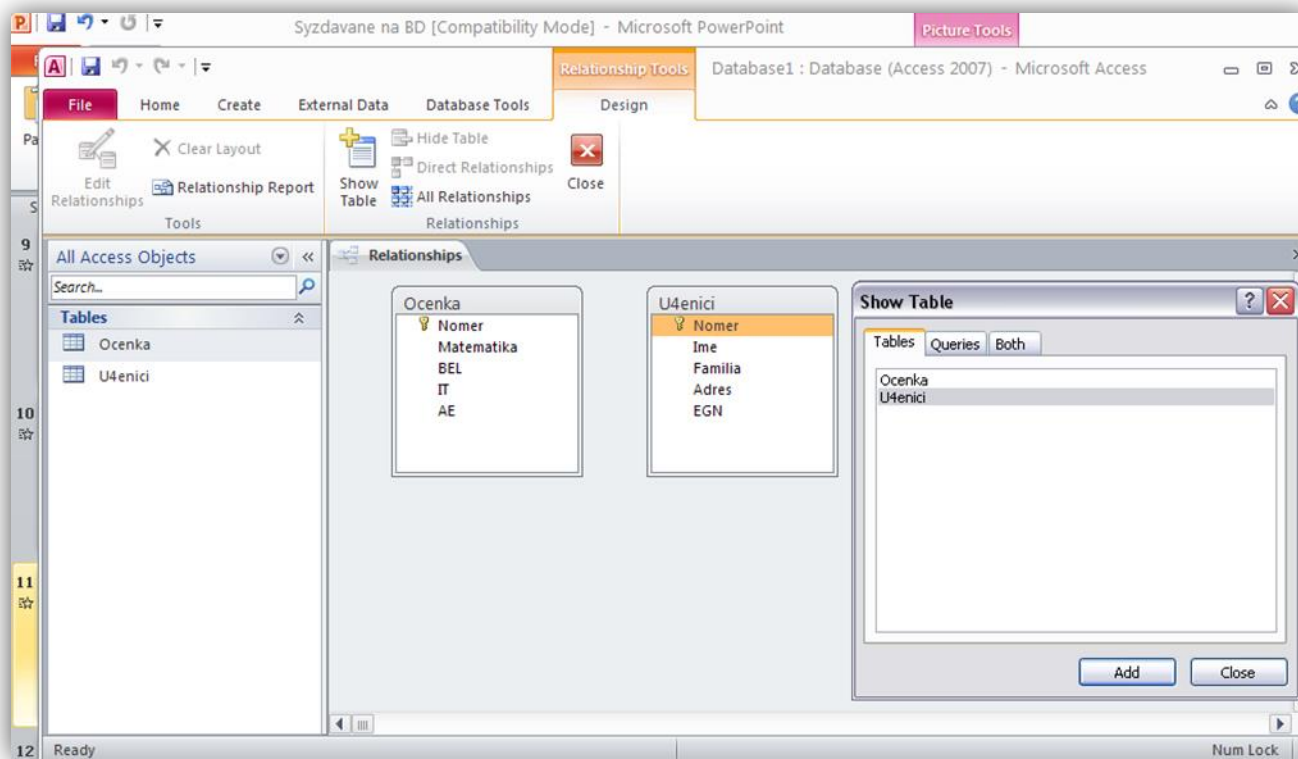 Syzdavane na BD [Compatibility Mode] - Microsoft PowerPoint
Picture Tools
Relationship Tools
Database1 : Database (Access 2007) - Microsoft Access
File
Home
Create
External Data
Database Tools
Design
Pa
Edit Relationships
Clear Layout
Relationship Report
Tools
Show Table
Hide Table
Direct Relationships
All Relationships
Close
Relationships
S
9
10
11
12
All Access Objects
Search...
Tables
Ocenka
U4enici
Relationships
Ocenka
Nomer
Matematika
BEL
IT
AE
U4enici
Nomer
Ime
Familia
Adres
EGN
Show Table
Tables
Queries
Both
Ocenka
U4enici
Add
Close
Ready
Num Lock